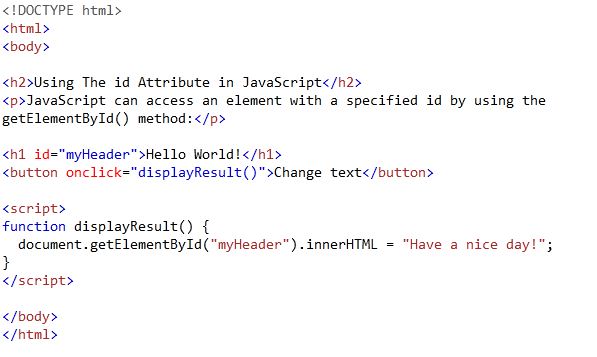 <!DOCTYPE html>
<html>
<body>

<h2>Using The id Attribute in JavaScript</h2>
<p>JavaScript can access an element with a specified id by using the
getElementById() method:</p>

<h1 id="myHeader">Hello World!</h1>
<button onclick="displayResult()">Change text</button>

<script>
function displayResult() {
  document.getElementById("myHeader").innerHTML = "Have a nice day!";
}
</script>

</body>
</html>